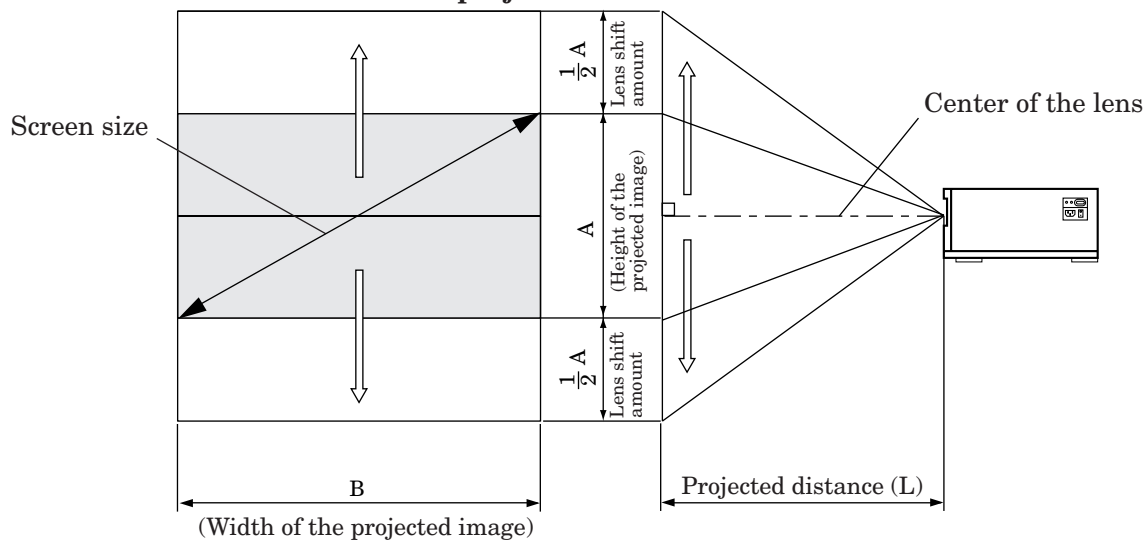 Screen size
1/2 A
Lens shift
amount
A
(Height of the
projected image)
1/2 A
Lens shift
amount
Center of the lens
B
(Width of the projected image)
Projected distance (L)